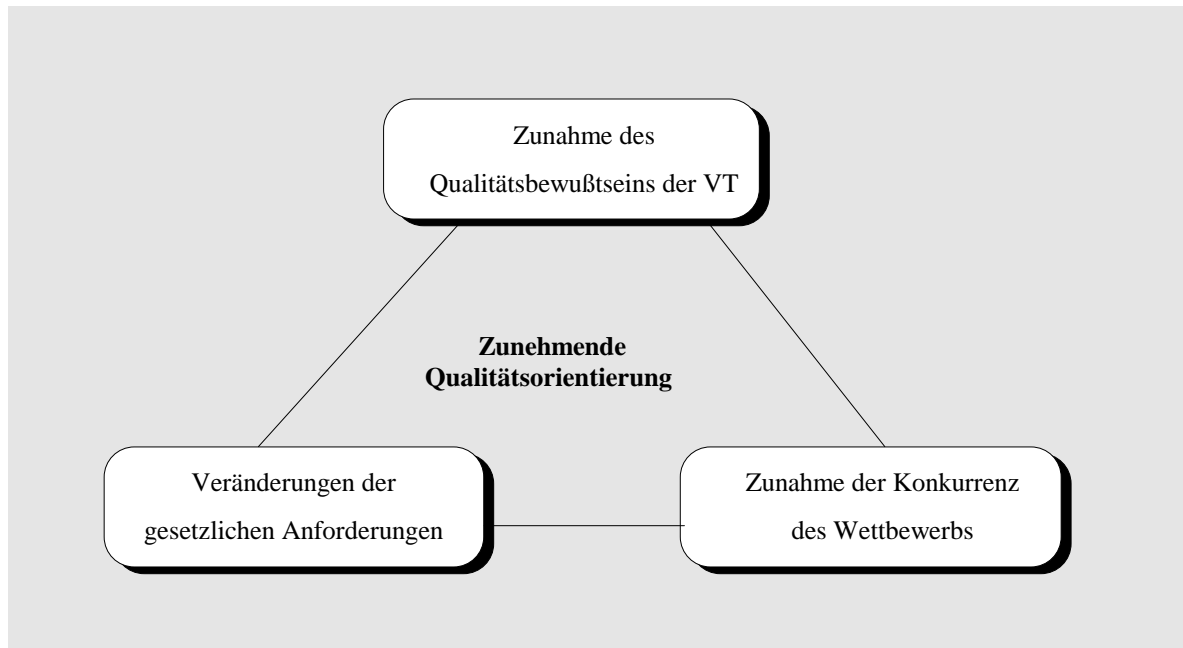 Zunahme des
Qualitätsbewußtseins der VT
Zunehmende
Qualitätsorientierung
Veränderungen der
gesetzlichen Anforderungen
Zunahme der Konkurrenz
des Wettbewerbs